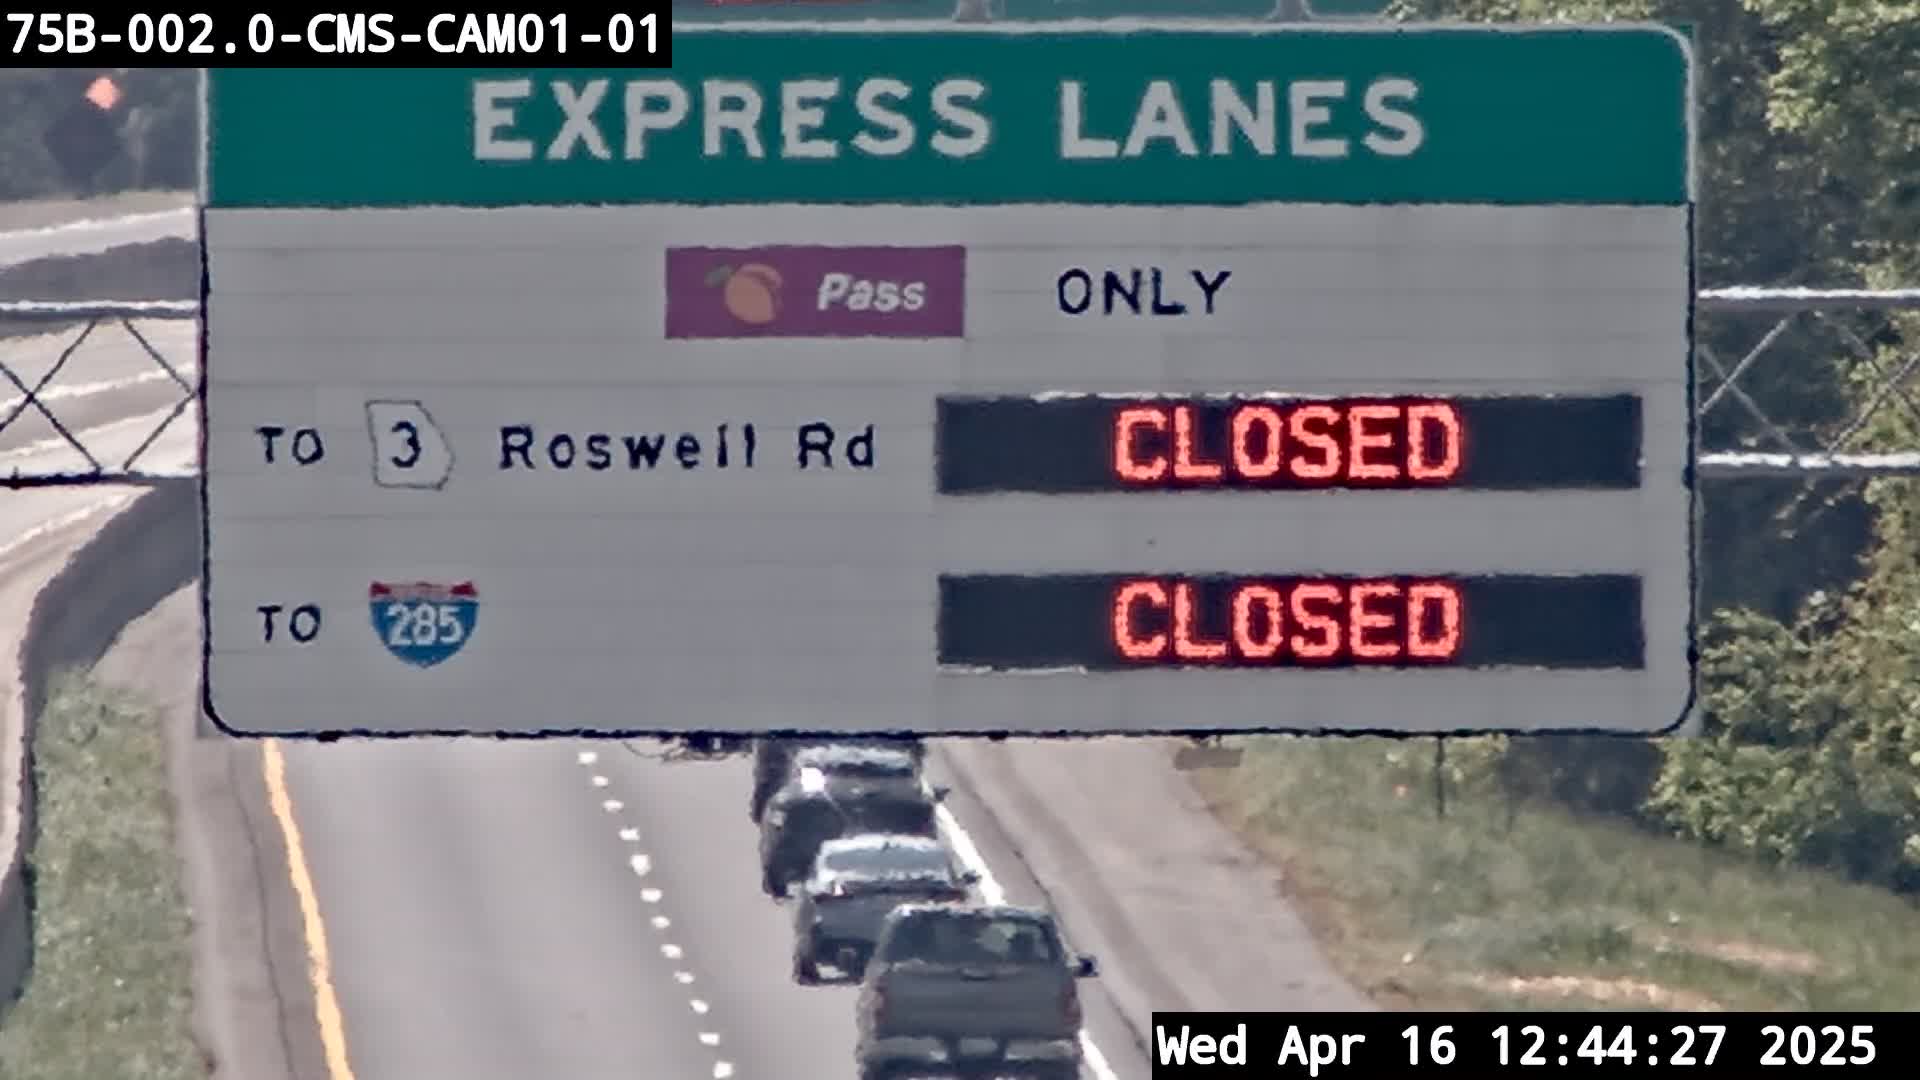 75B-002.0-CMS-CAM01-01
EXPRESS LANES
Pass ONLY
TO 3 Roswell Rd CLOSED
TO 285 CLOSED
Wed Apr 16 12:44:27 2025